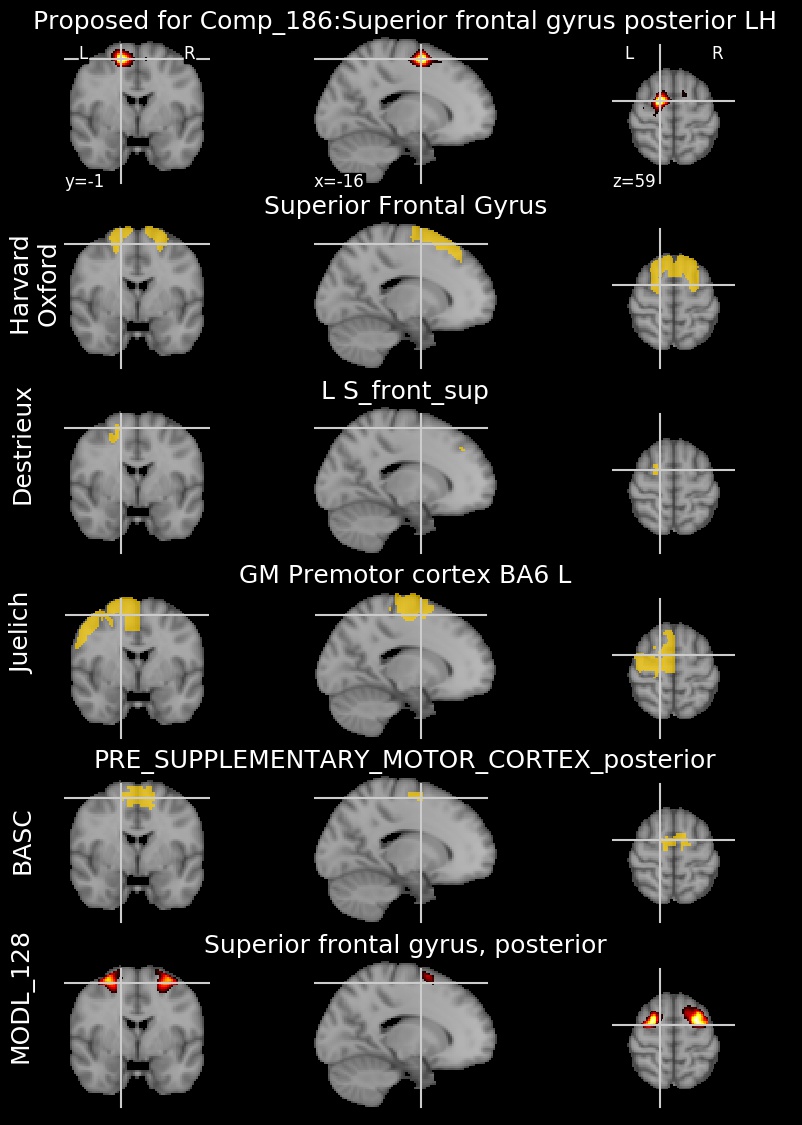 Proposed for Comp_186:Superior frontal gyrus posterior LH
L R
L R
y=-1 x=-16 z=59
Superior Frontal Gyrus
Harvard
Oxford
L S_front_sup
Destrieux
GM Premotor cortex BA6 L
Juelich
PRE_SUPPLEMENTARY_MOTOR_CORTEX_posterior
BASC
Superior frontal gyrus, posterior
MODL_128